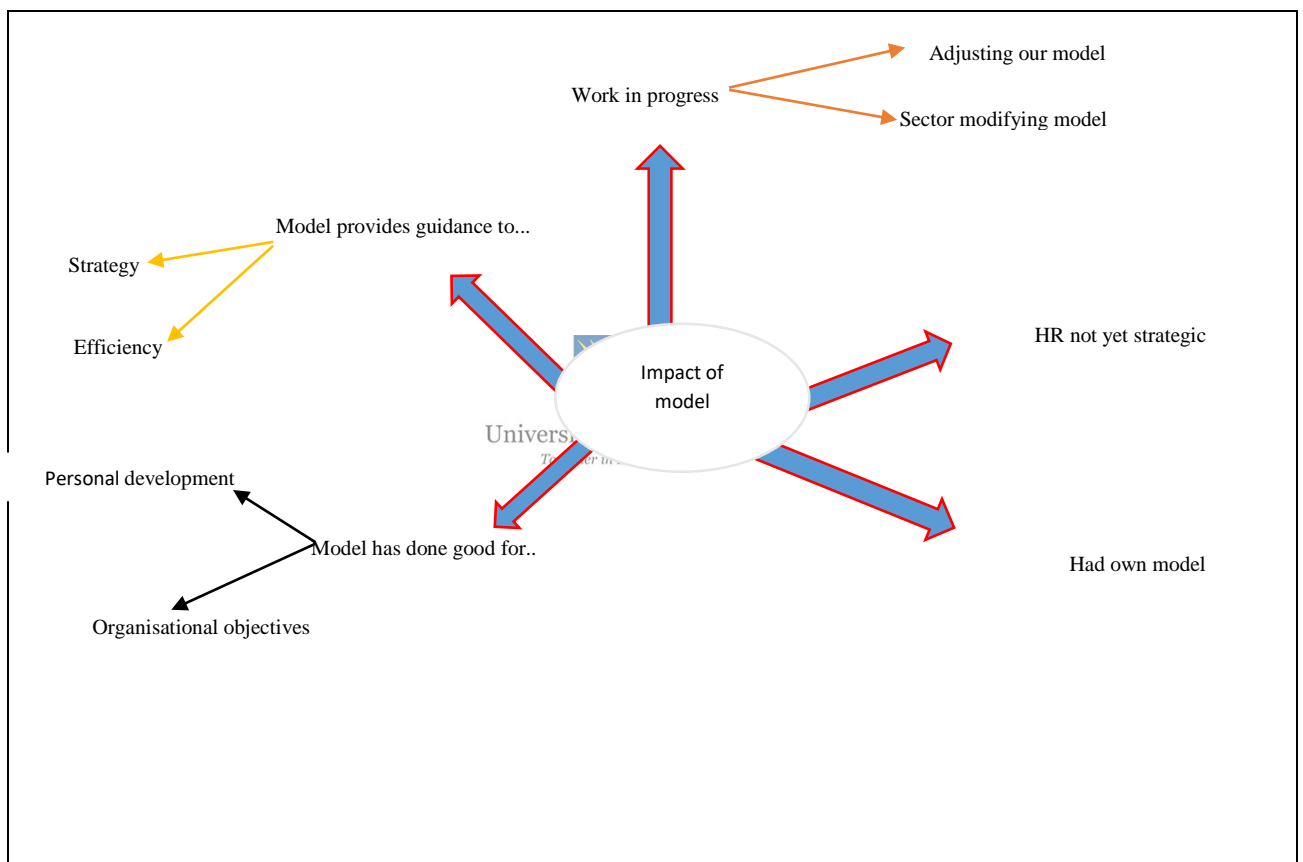 Adjusting our model
Work in progress
Sector modifying model
Model provides guidance to...
Strategy
Efficiency
HR not yet strategic
Impact of
model
Personal development
Model has done good for..
Had own model
Organisational objectives